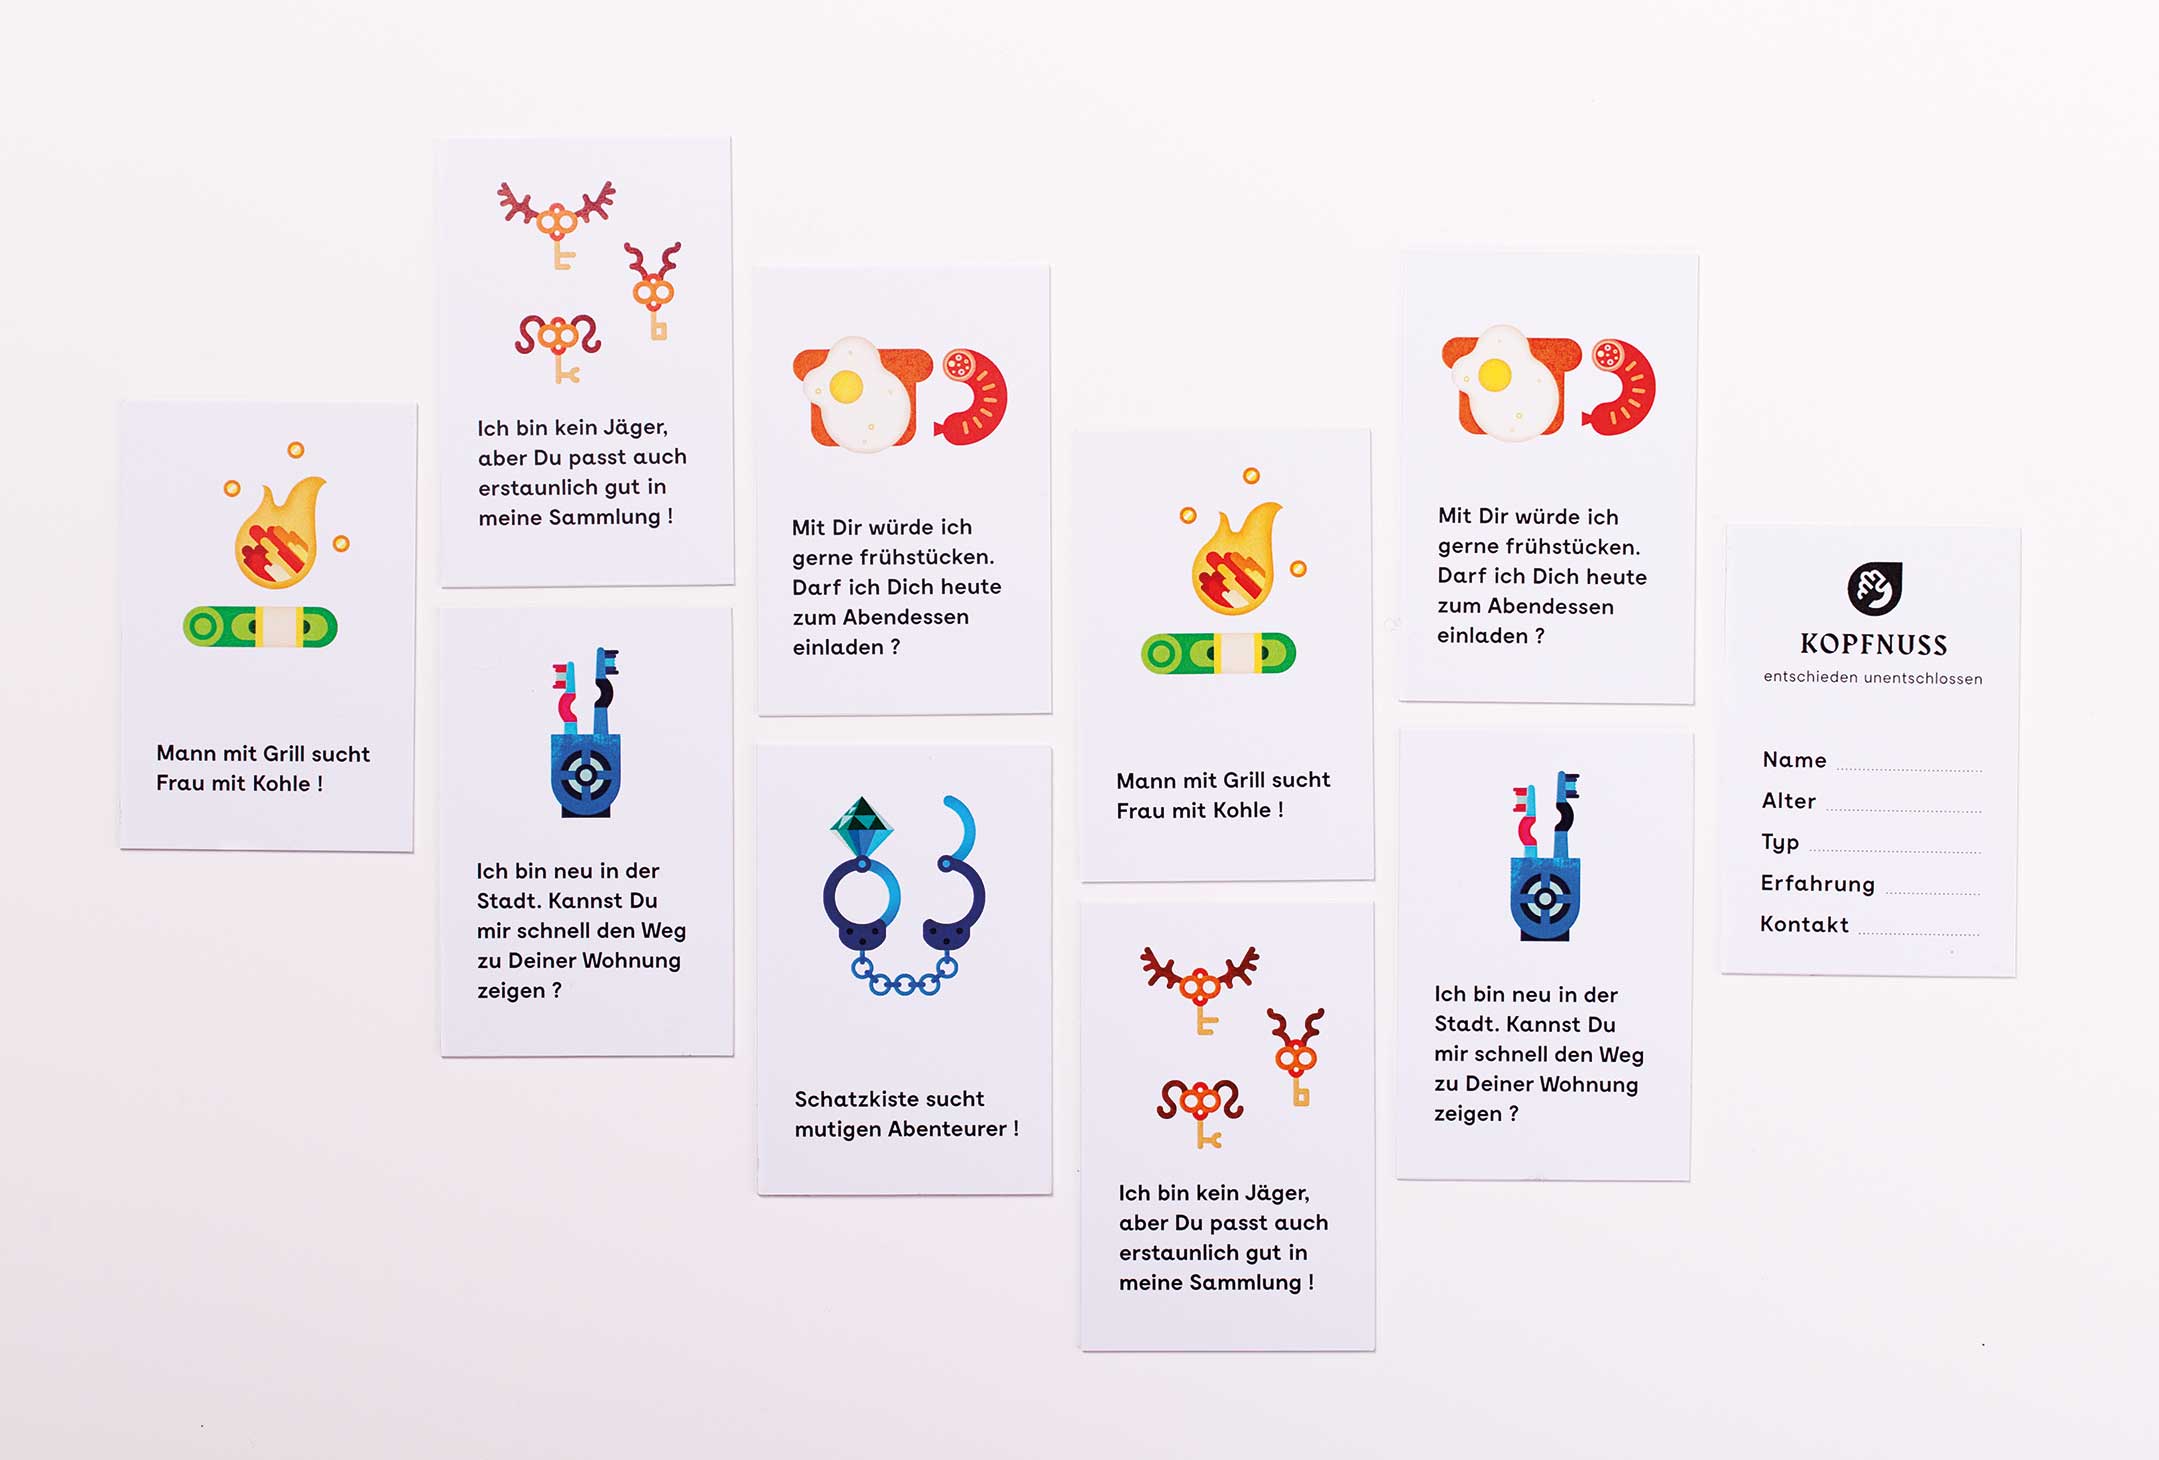 Mann mit Grill sucht
Frau mit Kohle !
Ich bin kein Jäger,
aber Du passt auch
erstaunlich gut in
meine Sammlung !
Ich bin neu in der
Stadt. Kannst Du
mir schnell den Weg
zu Deiner Wohnung
zeigen ?
Mit Dir würde ich
gerne frühstücken.
Darf ich Dich heute
zum Abendessen
einladen ?
Schatzkiste sucht
mutigen Abenteurer !
Mann mit Grill sucht
Frau mit Kohle !
Ich bin kein Jäger,
aber Du passt auch
erstaunlich gut in
meine Sammlung !
Mit Dir würde ich
gerne frühstücken.
Darf ich Dich heute
zum Abendessen
einladen ?
Ich bin neu in der
Stadt. Kannst Du
mir schnell den Weg
zu Deiner Wohnung
zeigen ?
KOPFNUSS
entschieden unentschlossen
Name
Alter
Typ
Erfahrung
Kontakt